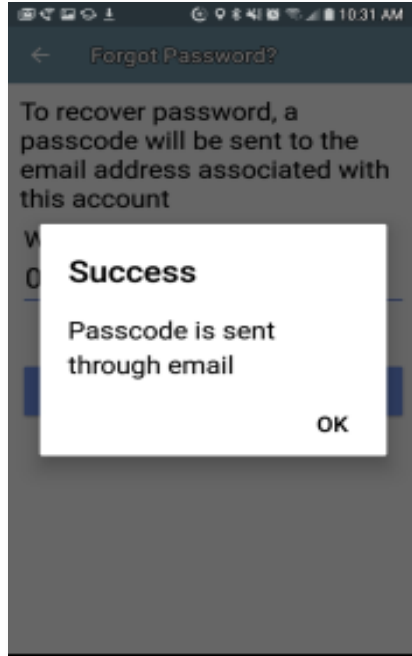 10:31 AM
Forgot Password?
To recover password, a
passcode will be sent to the
email address associated with
this account
W
0
Success
Passcode is sent
through email
OK